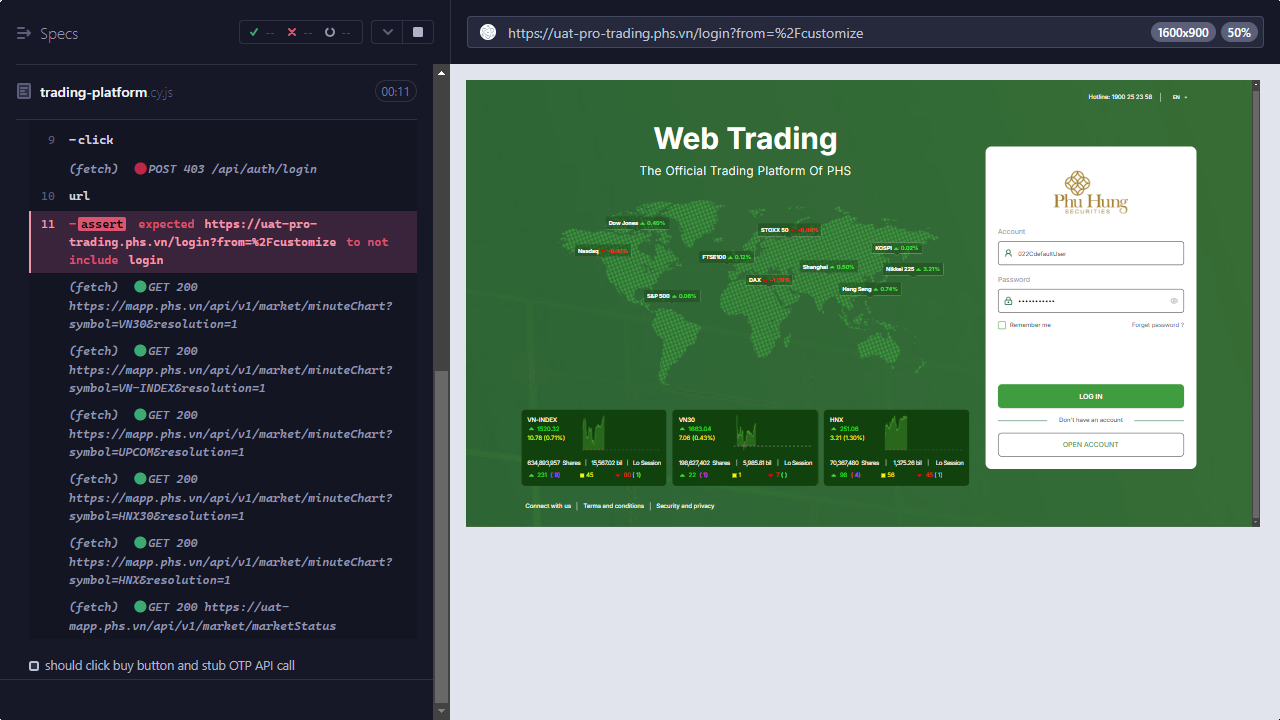 Specs
-- -- --
trading-platform.cy.js
00:11
9 -click
(fetch) POST 403 /api/auth/login
10 url
11 -assert expected https://uat-pro-
trading.phs.vn/login?from=%2Fcustomize to not
include login
(fetch) GET 200
https://mapp.phs.vn/api/v1/market/minuteChart?
symbol=VN30&resolution=1
(fetch) GET 200
https://mapp.phs.vn/api/v1/market/minuteChart?
symbol=VN-INDEX&resolution=1
(fetch) GET 200
https://mapp.phs.vn/api/v1/market/minuteChart?
symbol=UPCOM&resolution=1
(fetch) GET 200
https://mapp.phs.vn/api/v1/market/minuteChart?
symbol=HNX30&resolution=1
(fetch) GET 200
https://mapp.phs.vn/api/v1/market/minuteChart?
symbol=HNX&resolution=1
(fetch) GET 200 https://uat-
mapp.phs.vn/api/v1/market/marketStatus
should click buy button and stub OTP API call
https://uat-pro-trading.phs.vn/login?from=%2Fcustomize
1600x900
50%
Hotline: 1900 25 23 58 | EN
Web Trading
The Official Trading Platform Of PHS
Dow Jones 0.45%
STOXX 50
Nasdaq
FTSE100 0.12%
KOSPI 0.02%
Shanghai 0.50%
Nikkei 225 3.21%
DAX
Hang Seng 0.74%
S&P 500 0.06%
VN-INDEX
1520.32
10.76 (0.71%)
634,893,957 Shares | 15,567.02 bil | Lo Session
231 ( 9) 45 ( 1)
VN30
1663.04
7.06 (0.43%)
198,627,402 Shares | 5,985.81 bil | Lo Session
22 ( 1) 1 7 ( )
HNX
251.06
3.21 (1.30%)
70,367,480 Shares | 1,375.26 bil | Lo Session
96 ( 4) 56 45 ( 1)
Connect with us | Terms and conditions | Security and privacy
Phu Hung
SECURITIES
Account
022CdefaultUser
Password
•••••••••••
Remember me
Forget password ?
LOG IN
Don't have an account
OPEN ACCOUNT